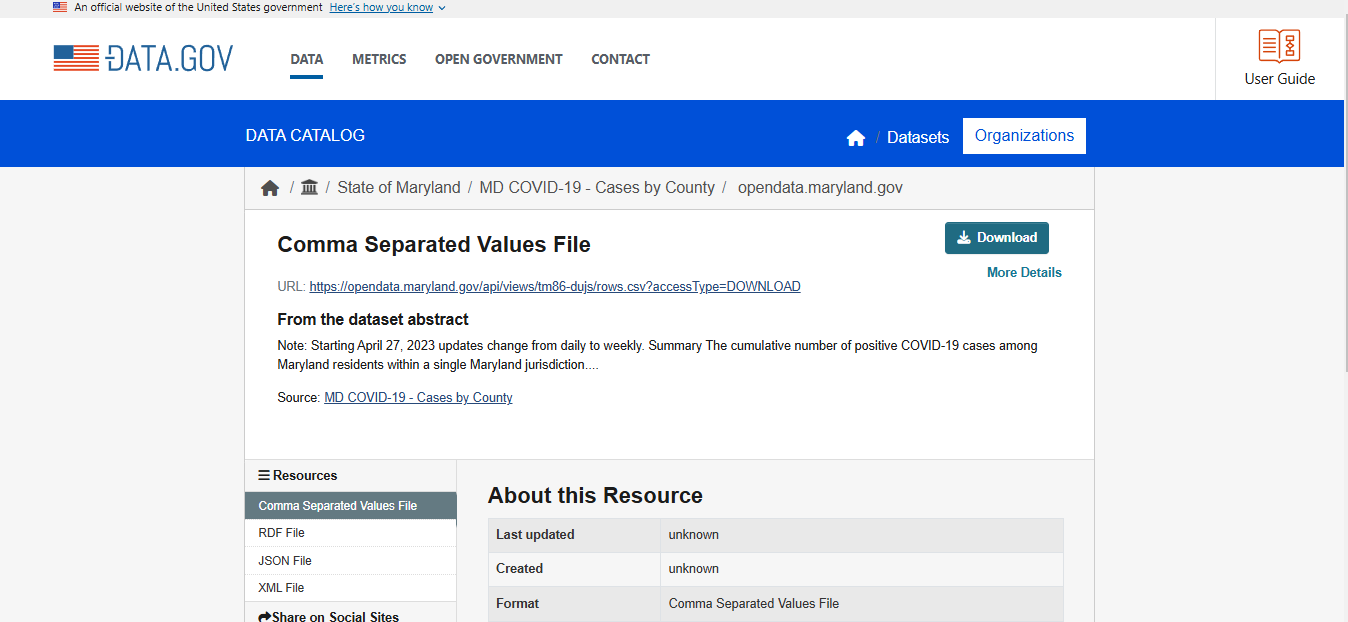 An official website of the United States government Here's how you know
DATA.GOV
DATA METRICS OPEN GOVERNMENT CONTACT
User Guide
DATA CATALOG
/ Datasets Organizations
/ / State of Maryland / MD COVID-19 - Cases by County / opendata.maryland.gov
Comma Separated Values File
Download
More Details
URL: https://opendata.maryland.gov/api/views/tm86-dujs/rows.csv?accessType=DOWNLOAD
From the dataset abstract
Note: Starting April 27, 2023 updates change from daily to weekly. Summary The cumulative number of positive COVID-19 cases among
Maryland residents within a single Maryland jurisdiction....
Source: MD COVID-19 - Cases by County
Resources
Comma Separated Values File
RDF File
JSON File
XML File
Share on Social Sites
About this Resource
Last updated unknown
Created unknown
Format Comma Separated Values File